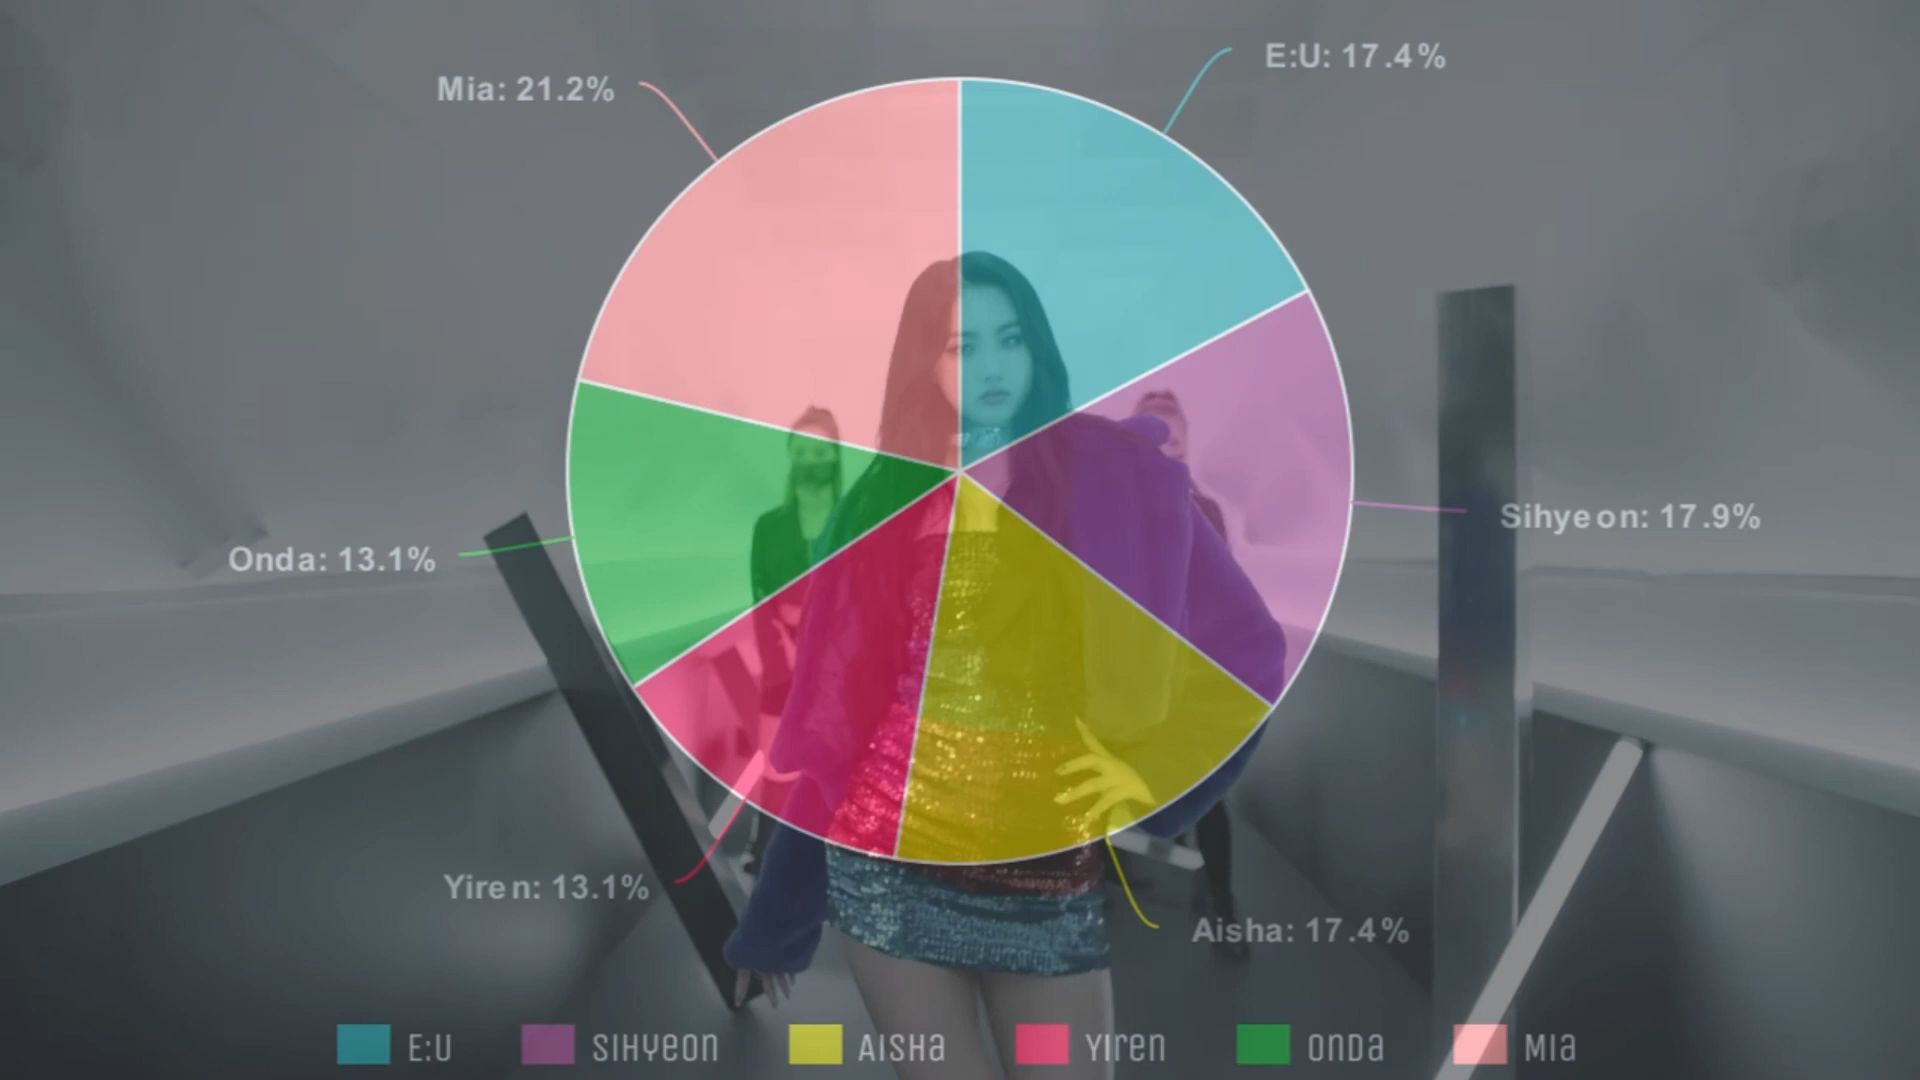 E:U: 17.4%
Mia: 21.2%
Sihyeon: 17.9%
Onda: 13.1%
Yiren: 13.1%
Aisha: 17.4%
E:U SIHYEON AISHA YIREN ONDA MIA